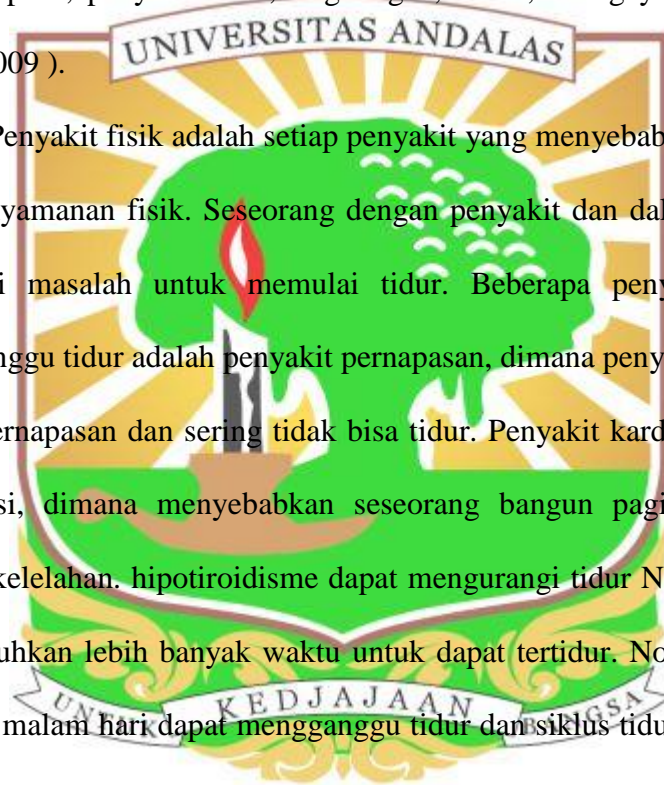 UNIVERSITAS ANDALAS
009 ).
Penyakit fisik adalah setiap penyakit yang menyebab
yamanan fisik. Seseorang dengan penyakit dan dal
i masalah untuk memulai tidur. Beberapa peny
nggu tidur adalah penyakit pernapasan, dimana peny
ernapasan dan sering tidak bisa tidur. Penyakit kard
si, dimana menyebabkan seseorang bangun pagi
kelelahan. hipotiroidisme dapat mengurangi tidur N
uhkan lebih banyak waktu untuk dapat tertidur. No
UNTUK KEDJAJAAN BANGSA
malam hari dapat mengganggu tidur dan siklus tidu